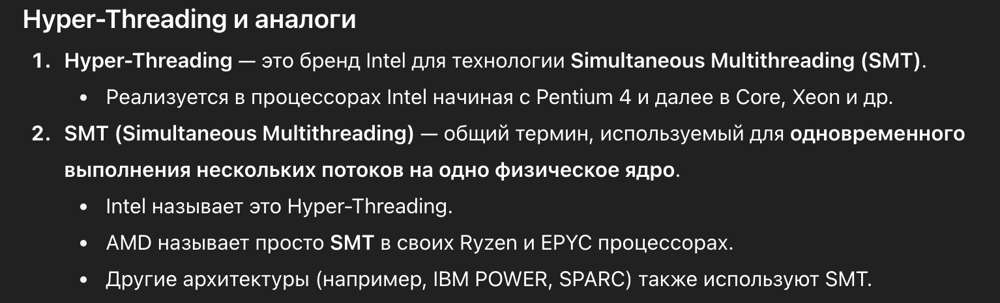 Hyper-Threading и аналоги
1. Hyper-Threading — это бренд Intel для технологии Simultaneous Multithreading (SMT).
• Реализуется в процессорах Intel начиная с Pentium 4 и далее в Core, Xeon и др.
2. SMT (Simultaneous Multithreading) — общий термин, используемый для одновременного
выполнения нескольких потоков на одно физическое ядро.
• Intel называет это Hyper-Threading.
• AMD называет просто SMT в своих Ryzen и EPYC процессорах.
• Другие архитектуры (например, IBM POWER, SPARC) также используют SMT.